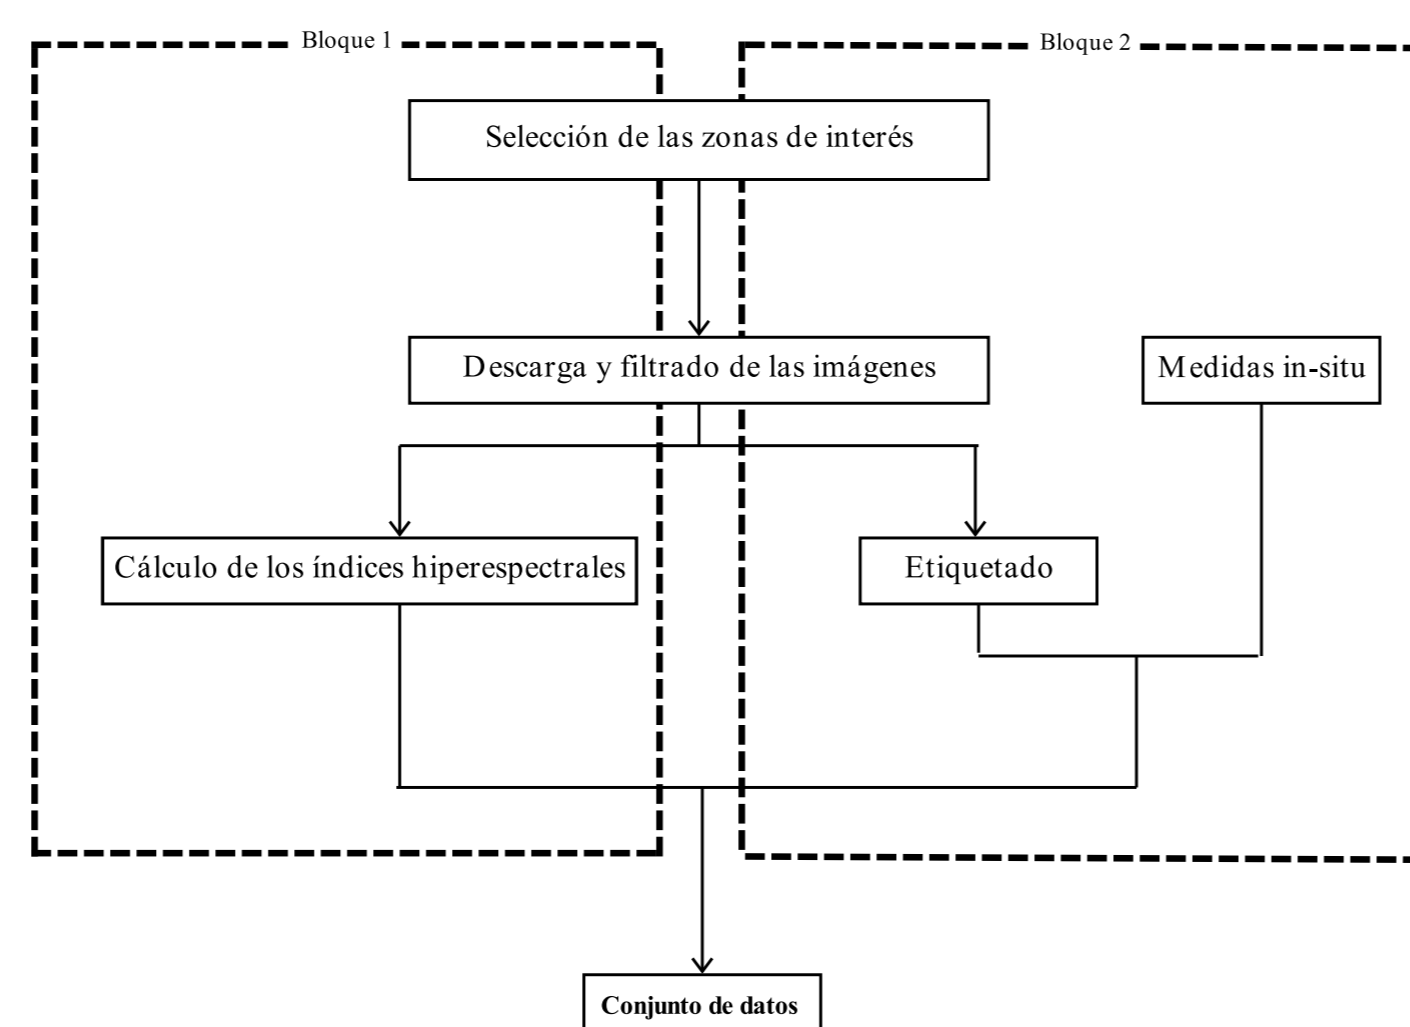 Bloque 1
Bloque 2
Selección de las zonas de interés
Descarga y filtrado de las imágenes
Medidas in-situ
Cálculo de los índices hiperespectrales
Etiquetado
Conjunto de datos